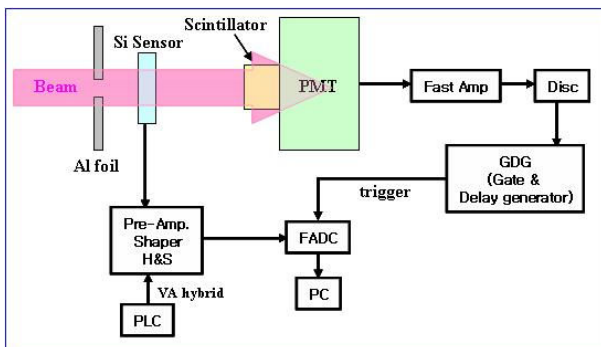 Scintillator
Si Sensor
Beam
PMT
Fast Amp
Disc
Al foil
GDG
(Gate &
Delay generator)
trigger
Pre-Amp.
Shaper
H&S
FADC
VA hybrid
PC
PLC